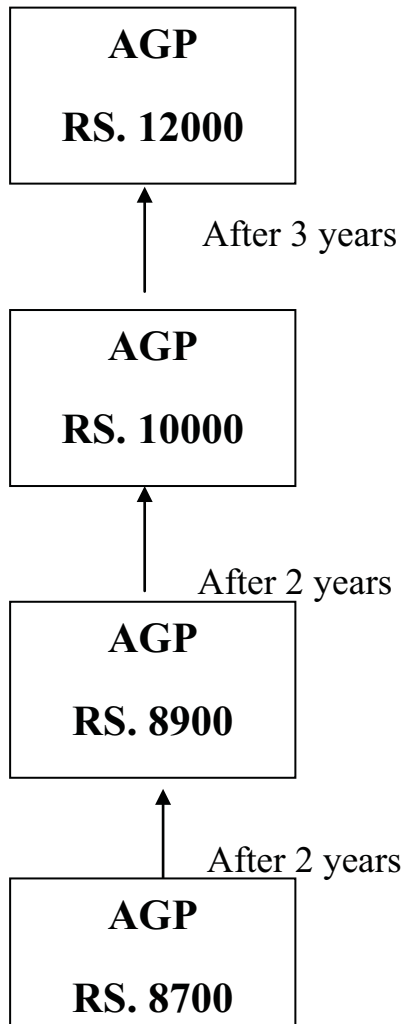 AGP
RS. 12000
After 3 years
AGP
RS. 10000
After 2 years
AGP
RS. 8900
After 2 years
AGP
RS. 8700